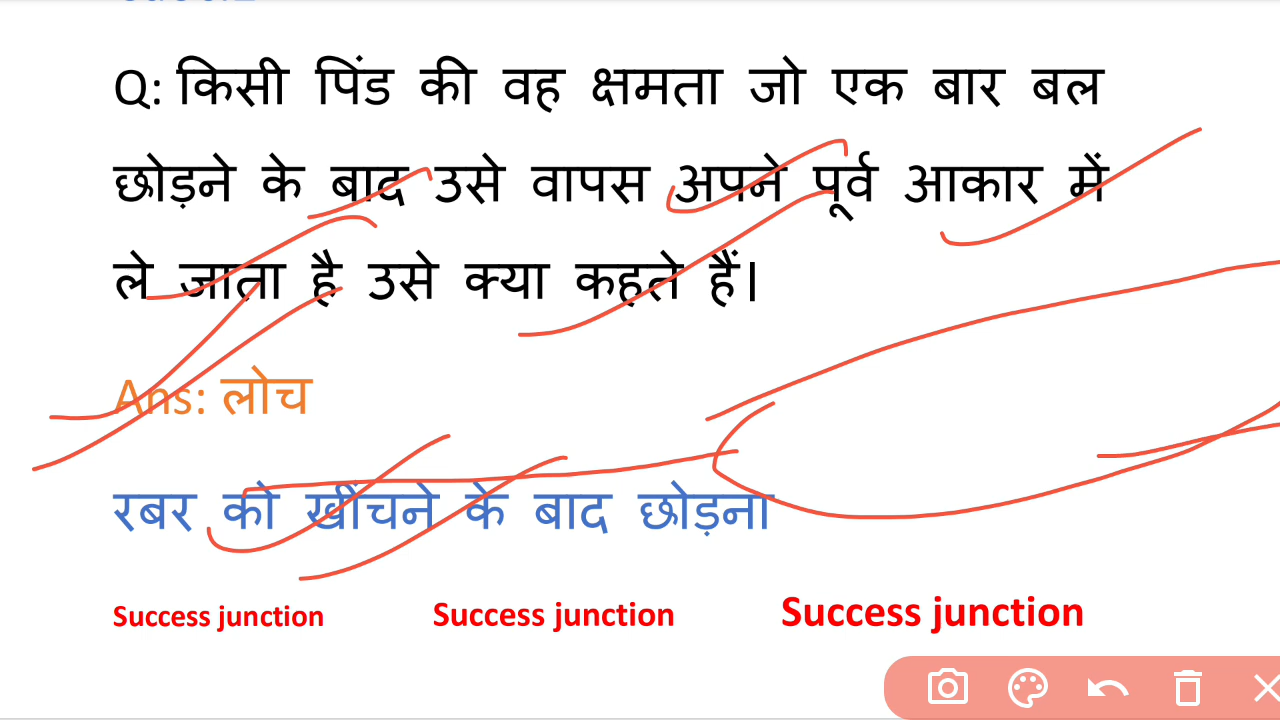 Q: किसी पिंड की वह क्षमता जो एक बार बल
छोड़ने के बाद उसे वापस अपने पूर्व आकार में
ले जाता है उसे क्या कहते हैं।
Ans: लोच
रबर को खींचने के बाद छोड़ना
Success junction Success junction Success junction